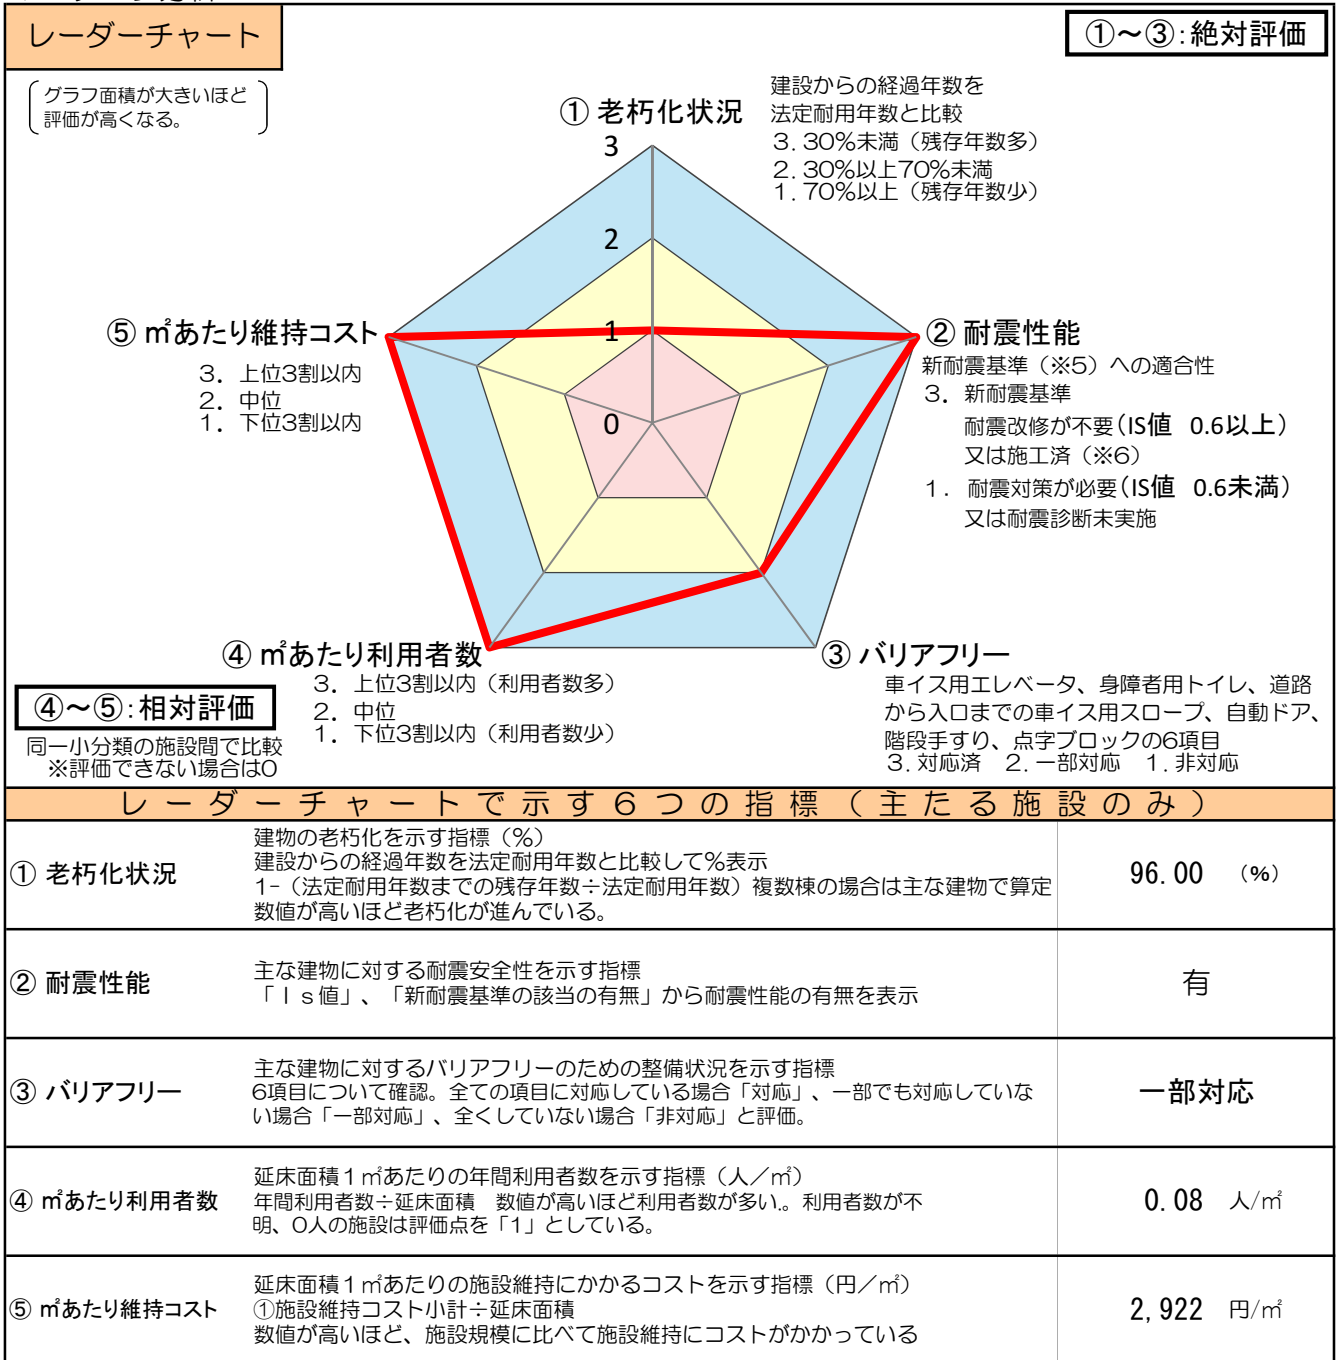 レーダーチャート
①～③:絶対評価
グラフ面積が大きいほど
評価が高くなる。
① 老朽化状況
建設からの経過年数を
法定耐用年数と比較
3. 30%未満（残存年数多）
2. 30%以上70%未満
1. 70%以上（残存年数少）
3
2
1
0
⑤ ㎡あたり維持コスト
3. 上位3割以内
2. 中位
1. 下位3割以内
② 耐震性能
新耐震基準（※5）への適合性
3. 新耐震基準
耐震改修が不要(IS値 0.6以上)
又は施工済（※6）
1. 耐震対策が必要(IS値 0.6未満)
又は耐震診断未実施
④ ㎡あたり利用者数
3. 上位3割以内（利用者数多）
2. 中位
1. 下位3割以内（利用者数少）
③ バリアフリー
車イス用エレベータ、身障者用トイレ、道路
から入口までの車イス用スロープ、自動ドア、
階段手すり、点字ブロックの6項目
3. 対応済 2. 一部対応 1. 非対応
④～⑤:相対評価
同一小分類の施設間で比較
※評価できない場合は0
レーダーチャートで示す６つの指標（主たる施設のみ）
① 老朽化状況
建物の老朽化を示す指標（%）
建設からの経過年数を法定耐用年数と比較して%表示
1-（法定耐用年数までの残存年数÷法定耐用年数）複数棟の場合は主な建物で算定
数値が高いほど老朽化が進んでいる。
96.00 （%）
② 耐震性能
主な建物に対する耐震安全性を示す指標
「Ｉｓ値」、「新耐震基準の該当の有無」から耐震性能の有無を表示
有
③ バリアフリー
主な建物に対するバリアフリーのための整備状況を示す指標
6項目について確認。全ての項目に対応している場合「対応」、一部でも対応していな
い場合「一部対応」、全くしていない場合「非対応」と評価。
一部対応
④ ㎡あたり利用者数
延床面積１㎡あたりの年間利用者数を示す指標（人／㎡）
年間利用者数÷延床面積 数値が高いほど利用者数が多い。利用者数が不
明、0人の施設は評価点を「1」としている。
0.08 人/㎡
⑤ ㎡あたり維持コスト
延床面積１㎡あたりの施設維持にかかるコストを示す指標（円／㎡）
①施設維持コスト小計÷延床面積
数値が高いほど、施設規模に比べて施設維持にコストがかかっている
2,922 円/㎡